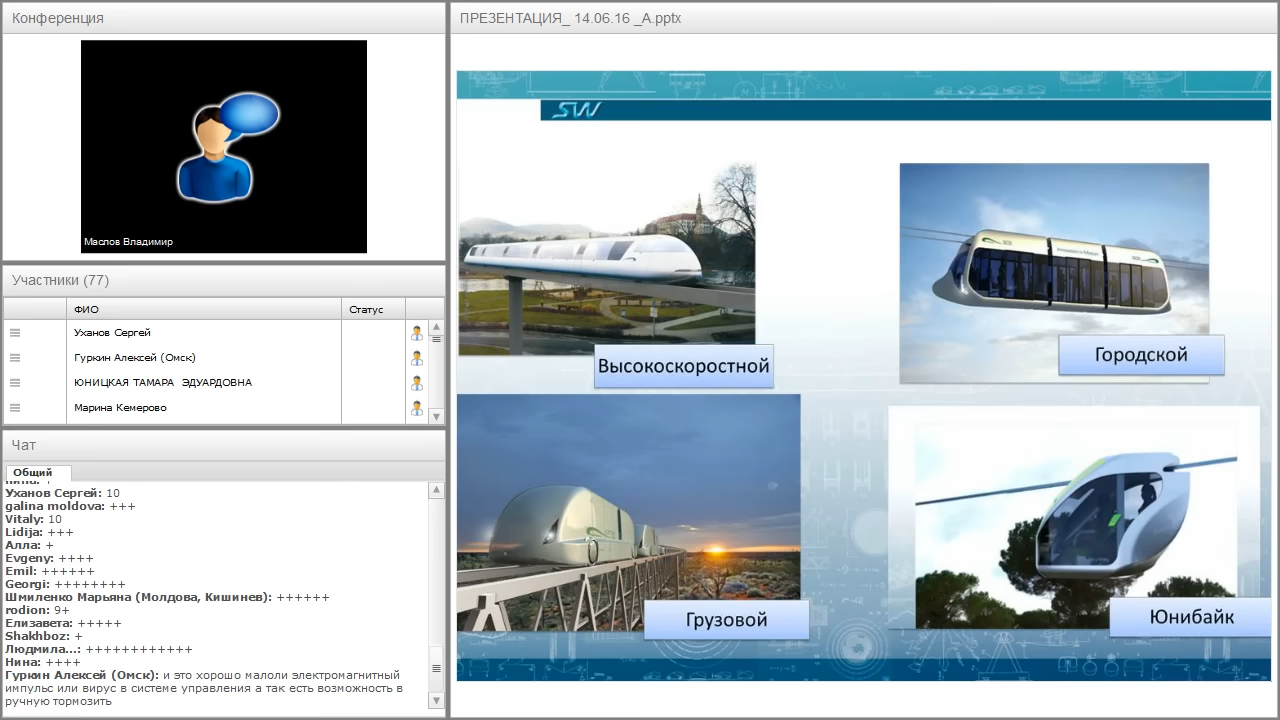 Конференция
Маслов Владимир
Участники (77)
ФИО Статус
Уханов Сергей
Гуркин Алексей (Омск)
ЮНИЦКАЯ ТАМАРА ЭДУАРДОВНА
Марина Кемерово
Чат
Общий
Уханов Сергей: 10
galina moldova: +++
Vitaly: 10
Lidija: +++
Алла: +
Evgeny: ++++
Emil: ++++++
Georgi: ++++++++
Шмиленко Марьяна (Молдова, Кишинев): ++++++
rodion: 9+
Елизавета: +++++
Shakhboz: +
Людмила...: ++++++++++++
Нина: ++++
Гуркин Алексей (Омск): и это хорошо малоли электромагнитный
импульс или вирус в системе управления а так есть возможность в
ручную тормозить
ПРЕЗЕНТАЦИЯ_ 14.06.16 _A.pptx
SW
Высокоскоростной
Городской
Грузовой
Юнибайк